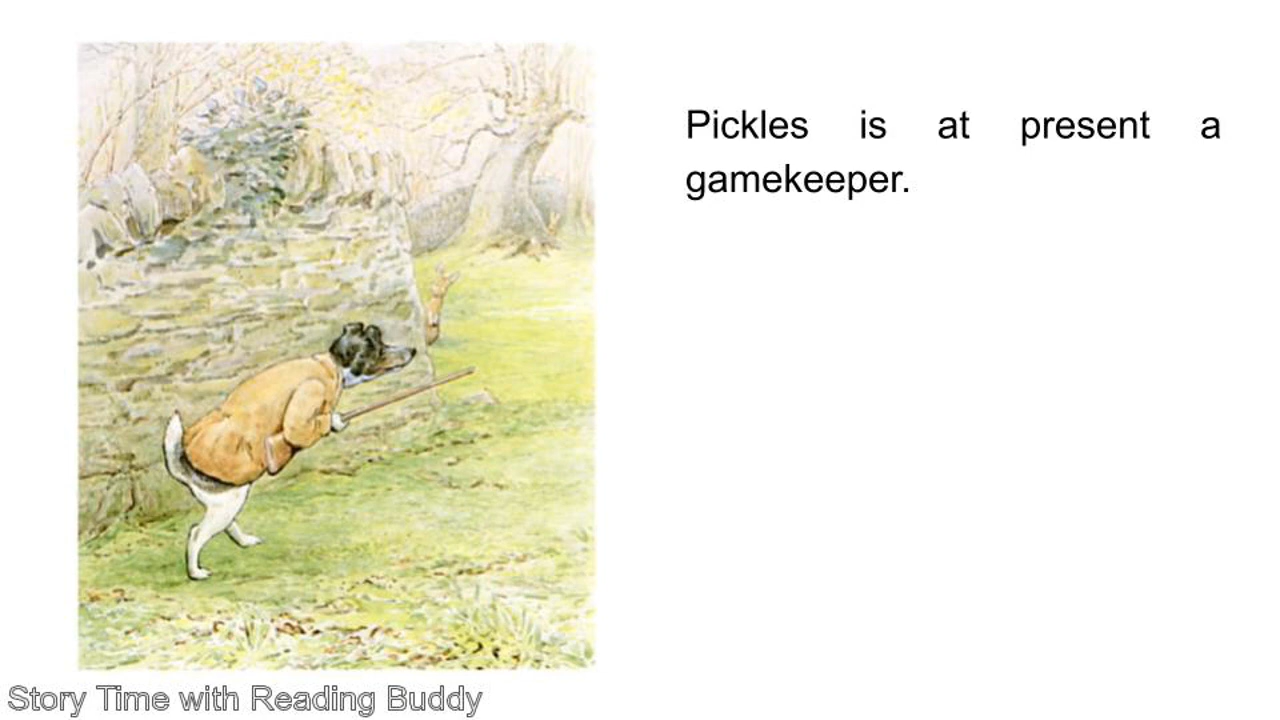 Pickles is at present a
gamekeeper.
Story Time with Reading Buddy